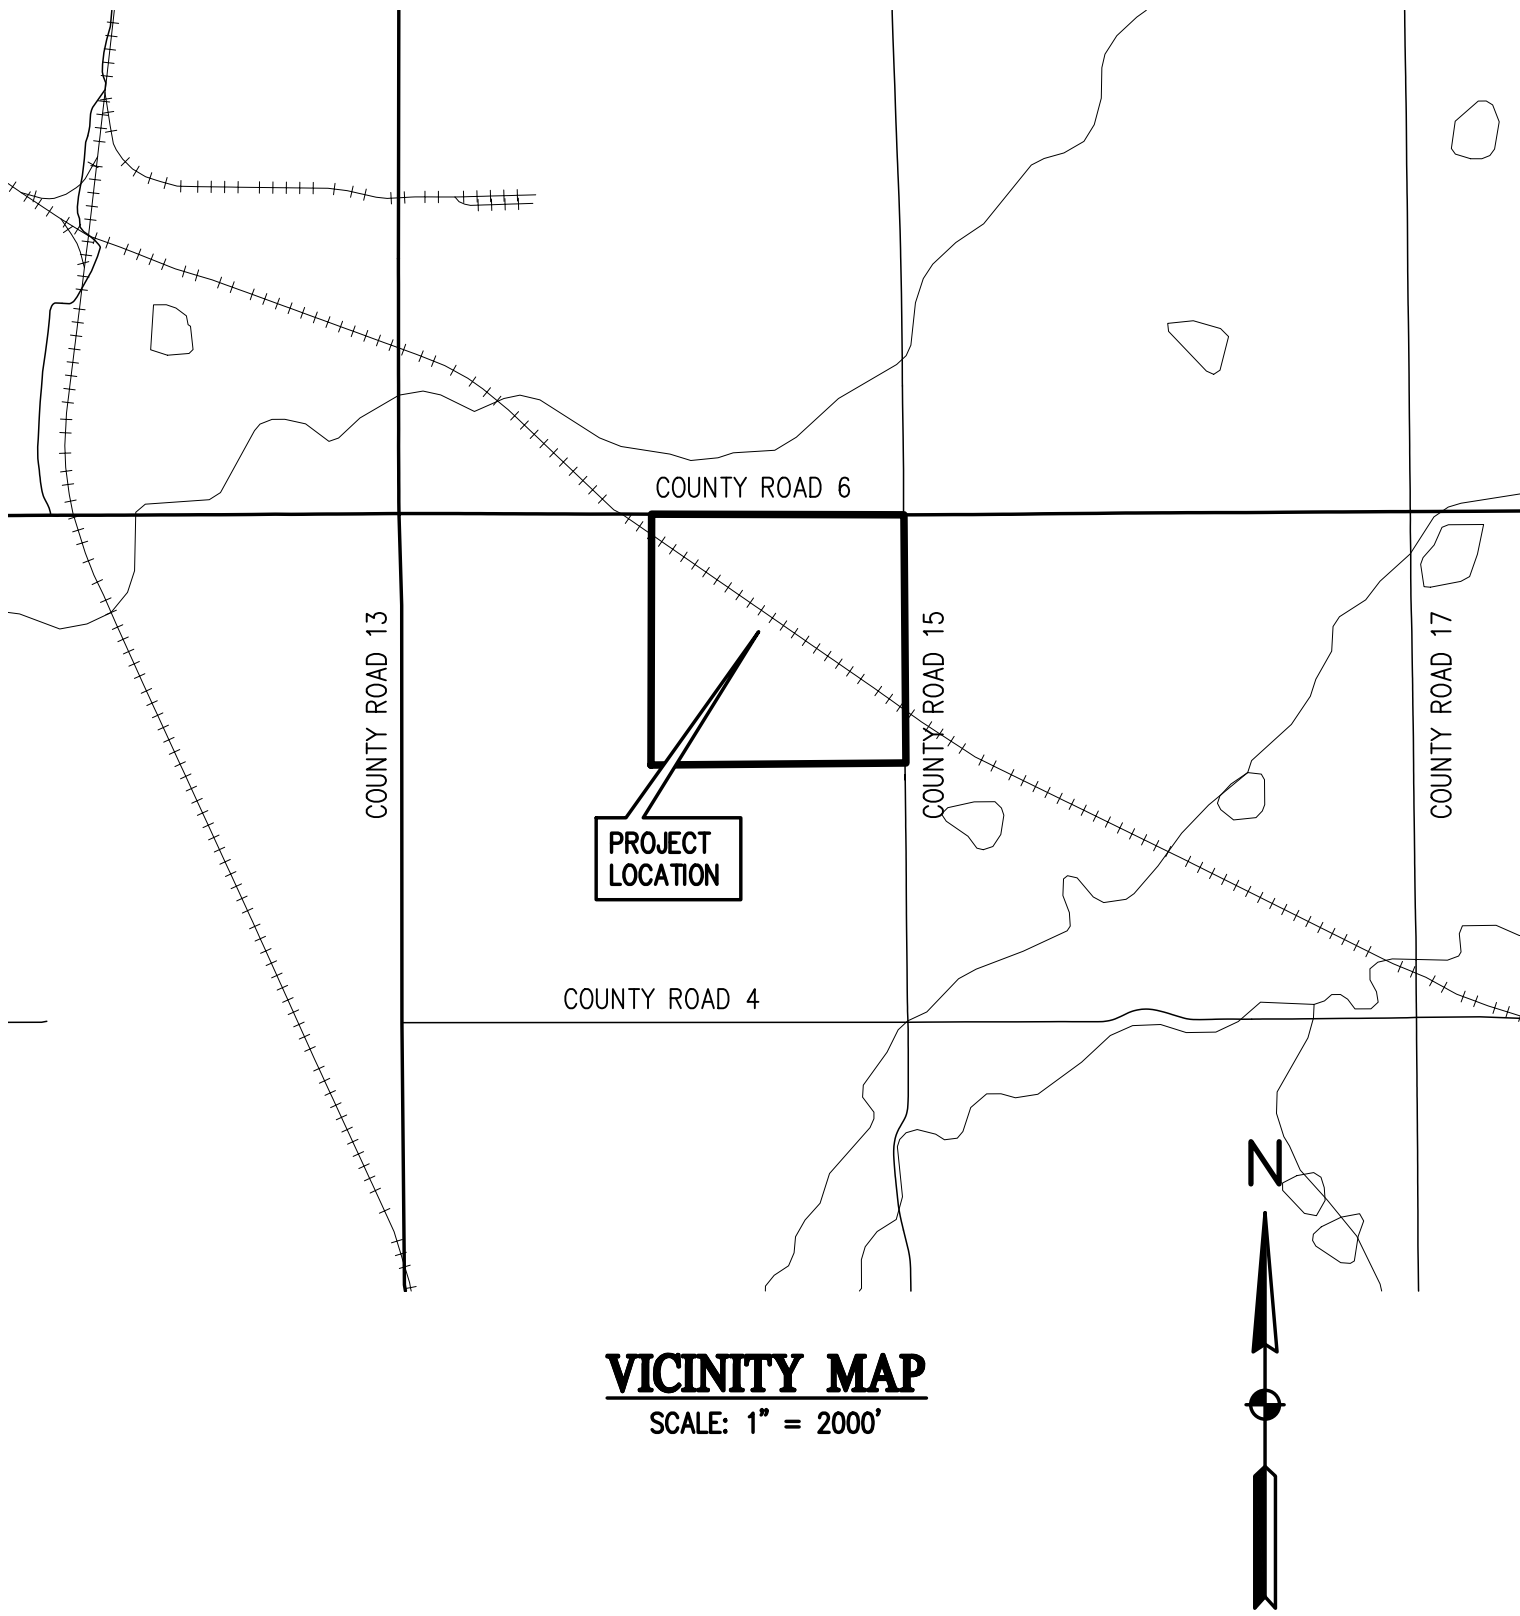 COUNTY ROAD 6
COUNTY ROAD 13
COUNTY ROAD 15
COUNTY ROAD 17
PROJECT
LOCATION
COUNTY ROAD 4
N
VICINITY MAP
SCALE: 1" = 2000'